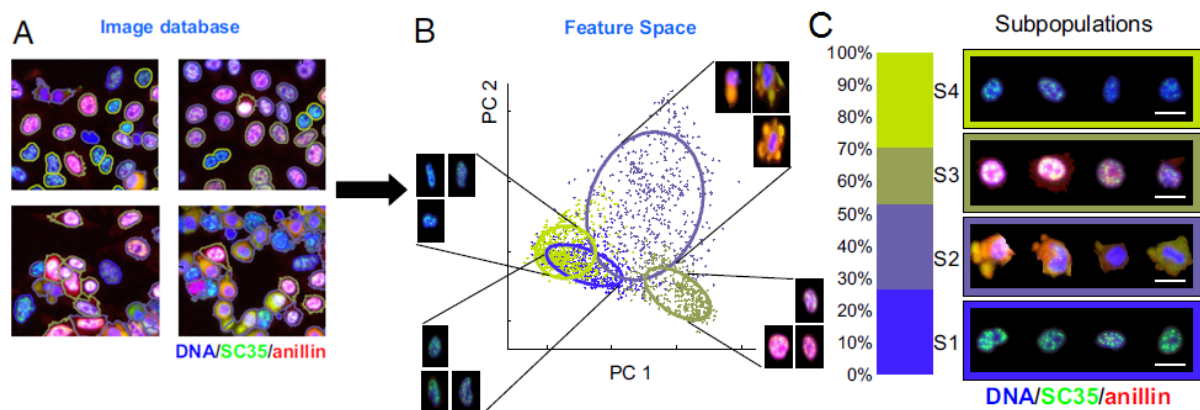 A
Image database
DNA/SC35/anillin
B
Feature Space
PC 2
PC 1
C
Subpopulations
100%
90%
80%
70%
60%
50%
40%
30%
20%
10%
0%
S4
S3
S2
S1
DNA/SC35/anillin